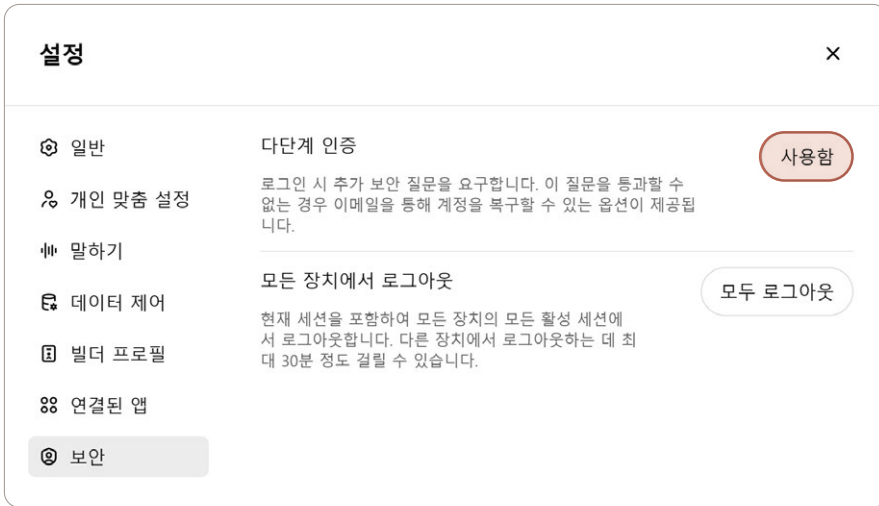 설정
일반
개인 맞춤 설정
말하기
데이터 제어
빌더 프로필
연결된 앱
보안
다단계 인증
사용함
로그인 시 추가 보안 질문을 요구합니다. 이 질문을 통과할 수
없는 경우 이메일을 통해 계정을 복구할 수 있는 옵션이 제공됩
니다.
모든 장치에서 로그아웃
모두 로그아웃
현재 세션을 포함하여 모든 장치의 모든 활성 세션에
서 로그아웃합니다. 다른 장치에서 로그아웃하는 데 최
대 30분 정도 걸릴 수 있습니다.